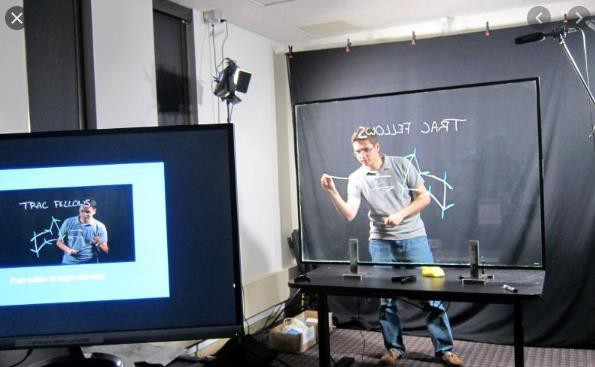 TRAC FELLOWS
TRAC FELLOWS
Push button to begin recording.